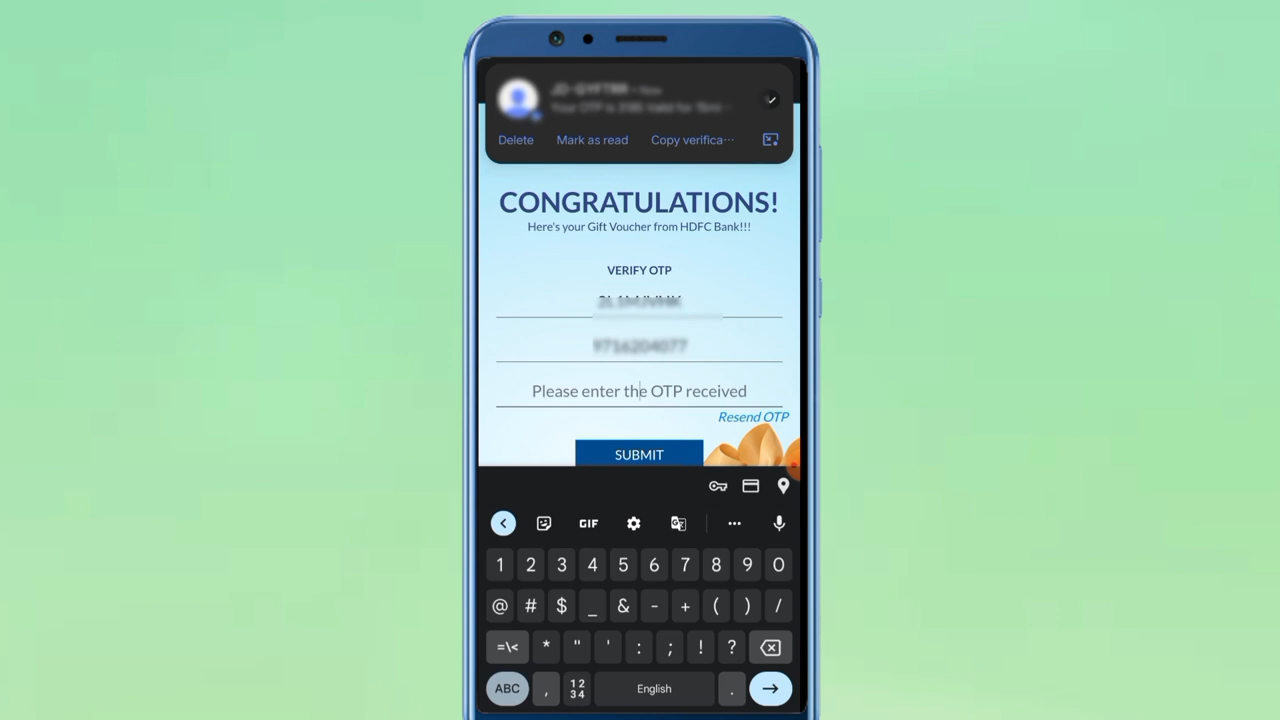 Delete Mark as read Copy verifica···
CONGRATULATIONS!
Here's your Gift Voucher from HDFC Bank!!!
VERIFY OTP
Please enter the OTP received
Resend OTP
SUBMIT
GIF
1 2 3 4 5 6 7 8 9 0
@ # $ _ & - + ( ) /
=\< * " ' : ; ! ?
ABC , 12 34 English .